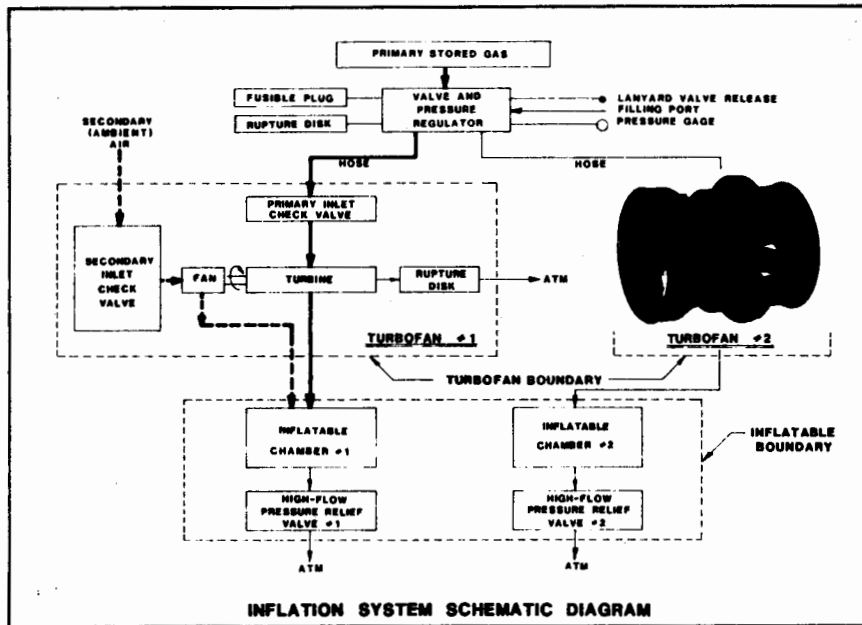 PRIMARY STORED GAS
FUSIBLE PLUG
RUPTURE DISK
VALVE AND
PRESSURE
REGULATOR
LANYARD VALVE RELEASE
FILLING PORT
PRESSURE GAGE
SECONDARY
(AMBIENT)
AIR
HOSE
HOSE
PRIMARY INLET
CHECK VALVE
SECONDARY
INLET
CHECK
VALVE
FAN
TURBINE
RUPTURE
DISK
ATM
TURBOFAN #1
TURBOFAN #2
TURBOFAN BOUNDARY
INFLATABLE
CHAMBER #1
INFLATABLE
CHAMBER #2
INFLATABLE
BOUNDARY
HIGH-FLOW
PRESSURE RELIEF
VALVE #1
HIGH-FLOW
PRESSURE RELIEF
VALVE #2
ATM
ATM
INFLATION SYSTEM SCHEMATIC DIAGRAM